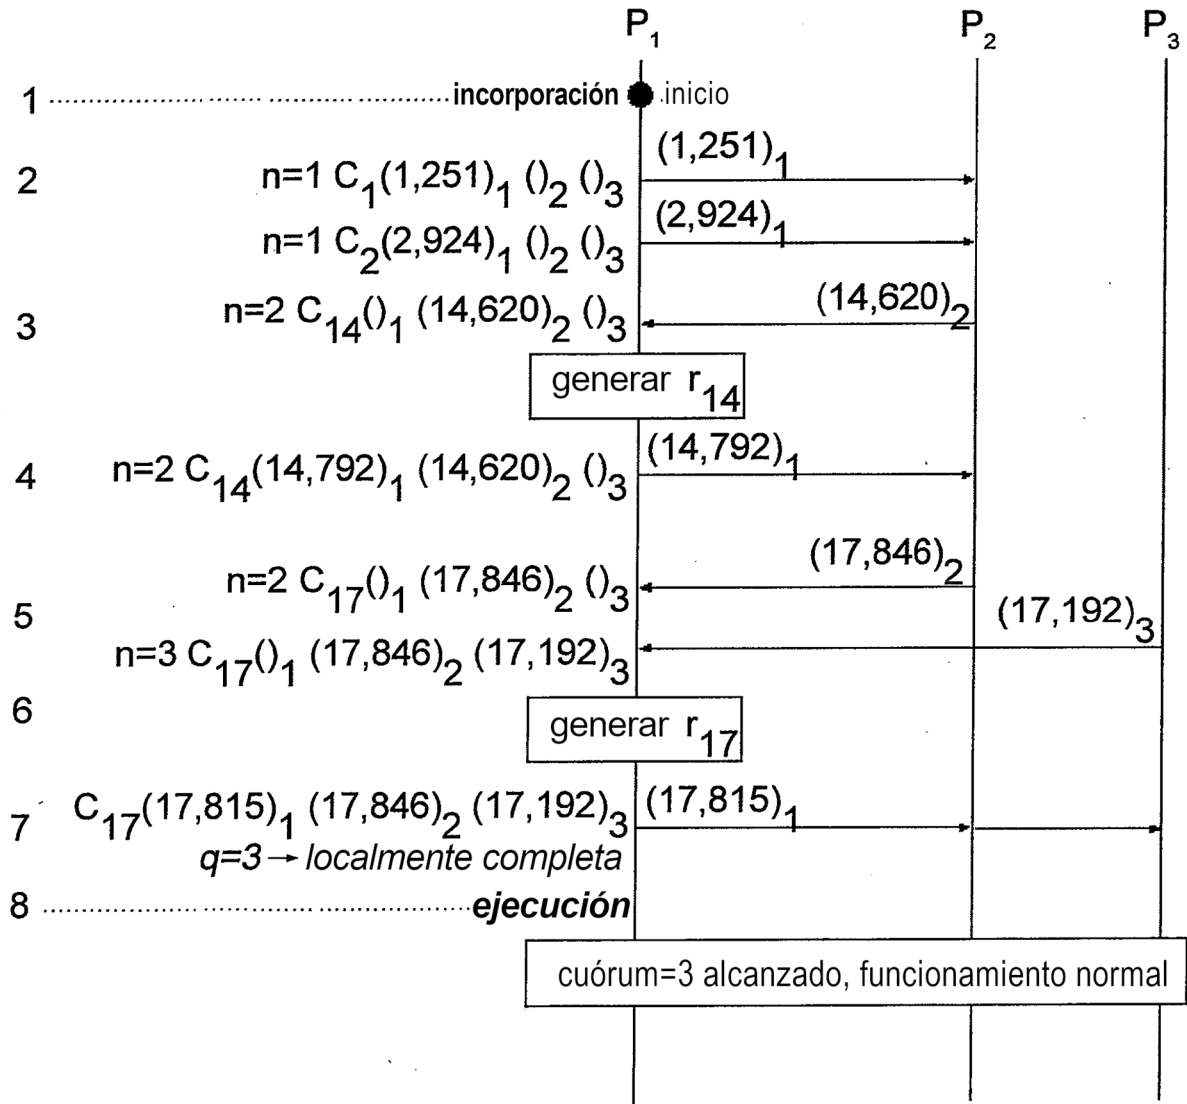 P₁ P₂ P₃
1 incorporación inicio
2 n=1 C₁(1,251)₁ ()₂ ()₃ (1,251)₁
n=1 C₂(2,924)₁ ()₂ ()₃ (2,924)₁
3 n=2 C₁₄()₁ (14,620)₂ ()₃ (14,620)₂
generar r₁₄
4 n=2 C₁₄(14,792)₁ (14,620)₂ ()₃ (14,792)₁
n=2 C₁₇()₁ (17,846)₂ ()₃ (17,846)₂
5 (17,192)₃
n=3 C₁₇()₁ (17,846)₂ (17,192)₃
6 generar r₁₇
7 C₁₇(17,815)₁ (17,846)₂ (17,192)₃ (17,815)₁
q=3→localmente completa
8 ejecución
cuórum=3 alcanzado, funcionamiento normal